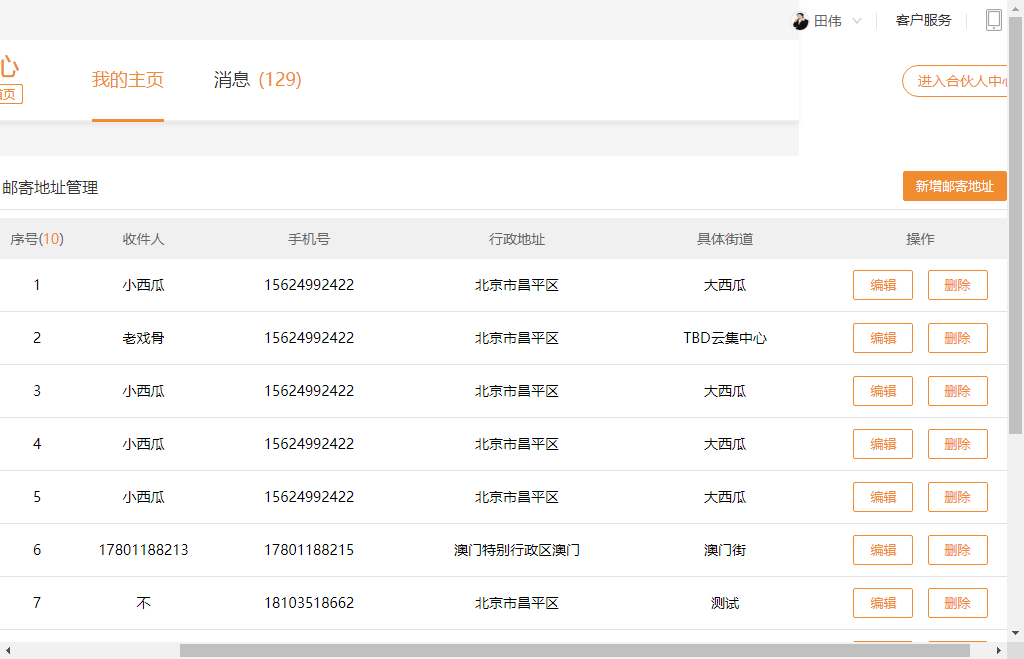 田伟 客户服务
心
首页
我的主页 消息 (129)
进入合伙人中心
邮寄地址管理 新增邮寄地址
序号(10) 收件人 手机号 行政地址 具体街道 操作
1 小西瓜 15624992422 北京市昌平区 大西瓜 编辑 删除
2 老戏骨 15624992422 北京市昌平区 TBD云集中心 编辑 删除
3 小西瓜 15624992422 北京市昌平区 大西瓜 编辑 删除
4 小西瓜 15624992422 北京市昌平区 大西瓜 编辑 删除
5 小西瓜 15624992422 北京市昌平区 大西瓜 编辑 删除
6 17801188213 17801188215 澳门特别行政区澳门 澳门街 编辑 删除
7 不 18103518662 北京市昌平区 测试 编辑 删除